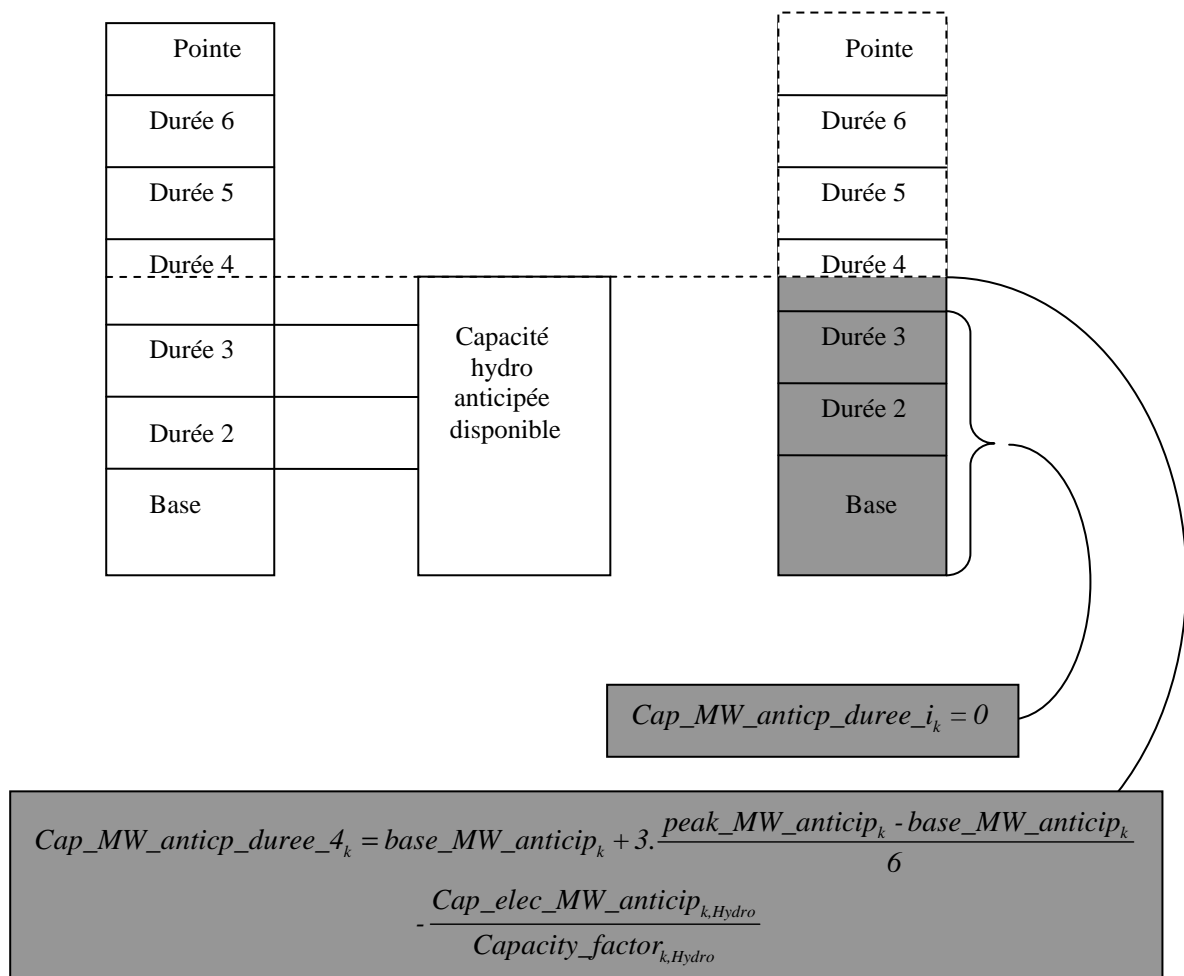 Pointe
Durée 6
Durée 5
Durée 4
Durée 3
Durée 2
Base
Capacité
hydro
anticipée
disponible
Pointe
Durée 6
Durée 5
Durée 4
Durée 3
Durée 2
Base
Cap_MW_anticp_duree_i_k = 0
Cap_MW_anticp_duree_4_k = base_MW_anticip_k + 3. (peak_MW_anticip_k - base_MW_anticip_k) / 6
- Cap_elec_MW_anticip_k,Hydro / Capacity_factor_k,Hydro